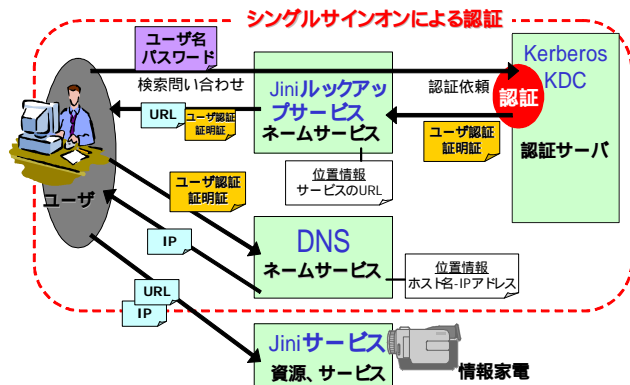 シングルサインオンによる認証
ユーザ名
パスワード
検索問い合わせ
URL
ユーザ認証
証明証
Jiniルックアッ
プサービス
ネームサービス
認証依頼
認証
ユーザ認証
証明証
Kerberos
KDC
認証サーバ
位置情報
サービスのURL
ユーザ
ユーザ認証
証明証
IP
DNS
ネームサービス
位置情報
ホスト名-IPアドレス
URL
IP
Jiniサービス
資源、サービス
情報家電